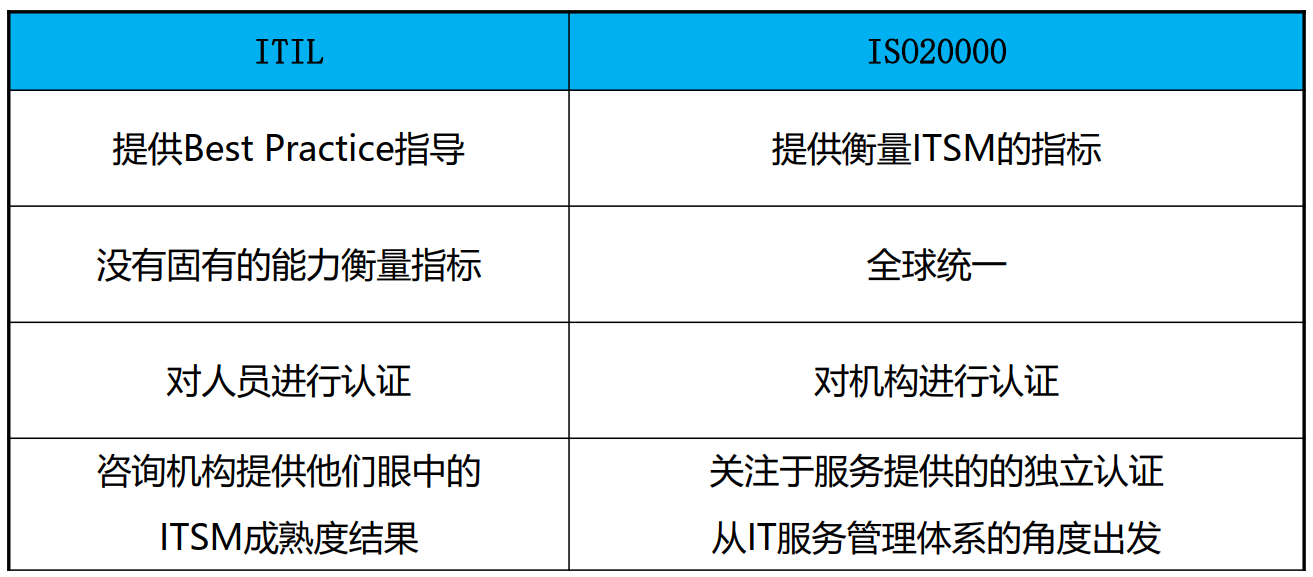 ITIL
ISO20000
提供Best Practice指导
提供衡量ITSM的指标
没有固有的能力衡量指标
全球统一
对人员进行认证
对机构进行认证
咨询机构提供他们眼中的
ITSM成熟度结果
关注于服务提供的的独立认证
从IT服务管理体系的角度出发